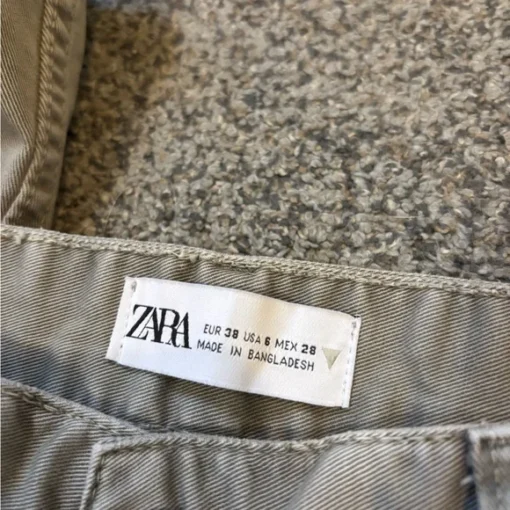 ZARA
EUR 38 USA 6 MEX 28
MADE IN BANGLADESH